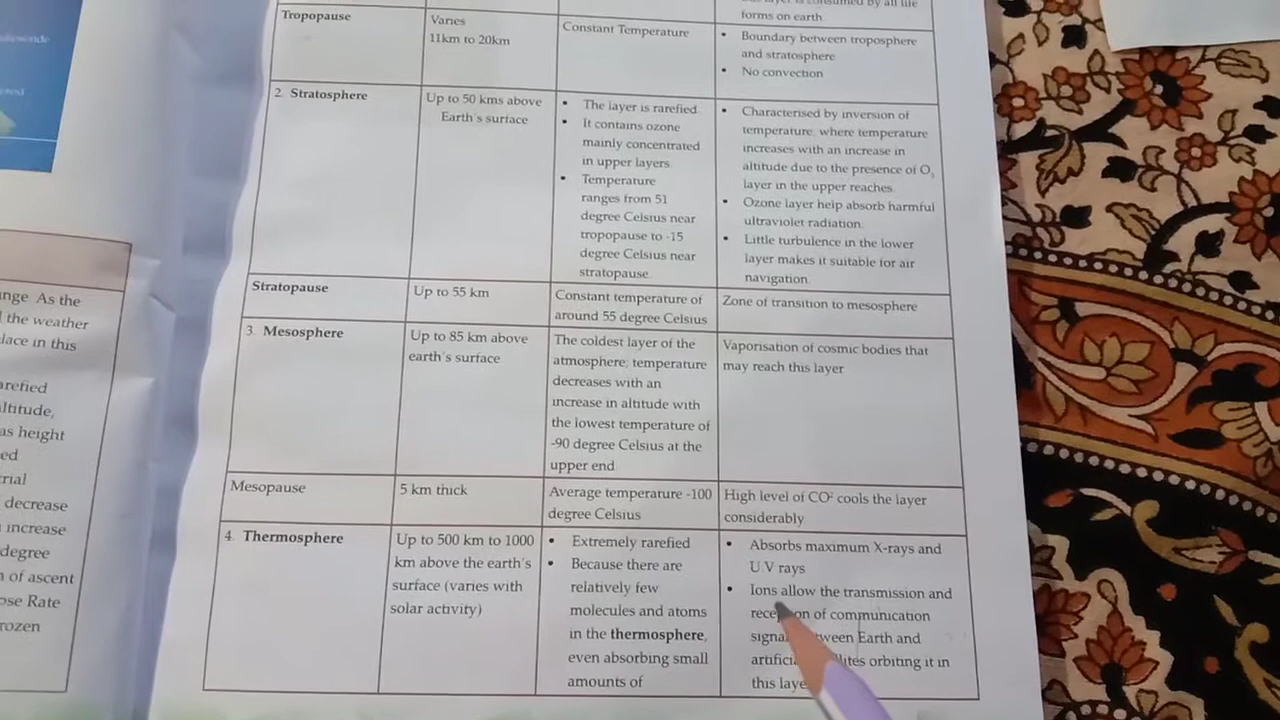 nge As the
the weather
lace in this
arefied
altitude,
as height
ed
rial
decrease
increase
degree
n of ascent
ose Rate
rozen
layer is consumed by all life
forms on earth
Tropopause
Varies
11km to 20km
Constant Temperature
• Boundary between troposphere
and stratosphere
• No convection
2. Stratosphere
Up to 50 kms above
Earth's surface
• The layer is rarefied
• It contains ozone
mainly concentrated
in upper layers
• Temperature
ranges from 51
degree Celsius near
tropopause to -15
degree Celsius near
stratopause
• Characterised by inversion of
temperature, where temperature
increases with an increase in
altitude due to the presence of O₃
layer in the upper reaches
• Ozone layer help absorb harmful
ultraviolet radiation.
• Little turbulence in the lower
layer makes it suitable for air
navigation.
Stratopause
Up to 55 km
Constant temperature of
around 55 degree Celsius
Zone of transition to mesosphere
3. Mesosphere
Up to 85 km above
earth's surface
The coldest layer of the
atmosphere; temperature
decreases with an
increase in altitude with
the lowest temperature of
-90 degree Celsius at the
upper end
Vaporisation of cosmic bodies that
may reach this layer
Mesopause
5 km thick
Average temperature -100
degree Celsius
High level of CO² cools the layer
considerably
4. Thermosphere
Up to 500 km to 1000
km above the earth's
surface (varies with
solar activity)
• Extremely rarefied
• Because there are
relatively few
molecules and atoms
in the thermosphere,
even absorbing small
amounts of
• Absorbs maximum X-rays and
U.V rays
• Ions allow the transmission and
of communication
Earth and
orbiting it in
this